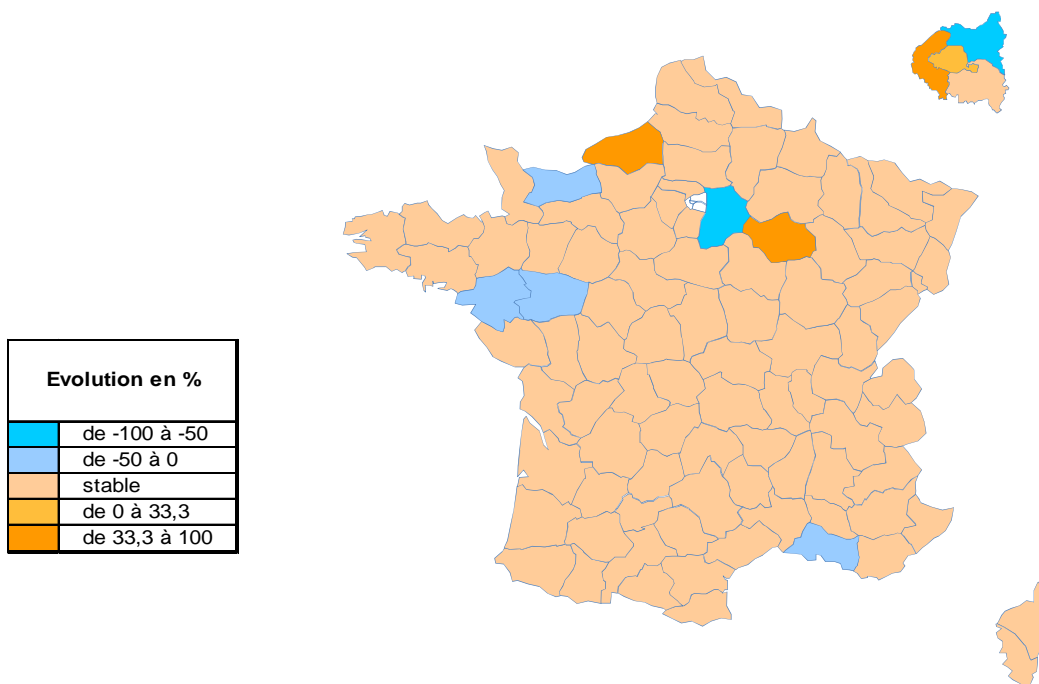 Evolution en %
de -100 à -50
de -50 à 0
stable
de 0 à 33,3
de 33,3 à 100